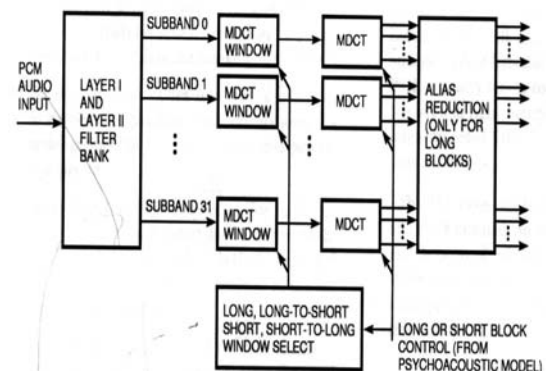 PCM
AUDIO
INPUT
LAYER I
AND
LAYER II
FILTER
BANK
SUBBAND 0
MDCT
WINDOW
MDCT
SUBBAND 1
MDCT
WINDOW
MDCT
SUBBAND 31
MDCT
WINDOW
MDCT
ALIAS
REDUCTION
(ONLY FOR
LONG
BLOCKS)
LONG, LONG-TO-SHORT
SHORT, SHORT-TO-LONG
WINDOW SELECT
LONG OR SHORT BLOCK
CONTROL (FROM
PSYCHOACOUSTIC MODEL)